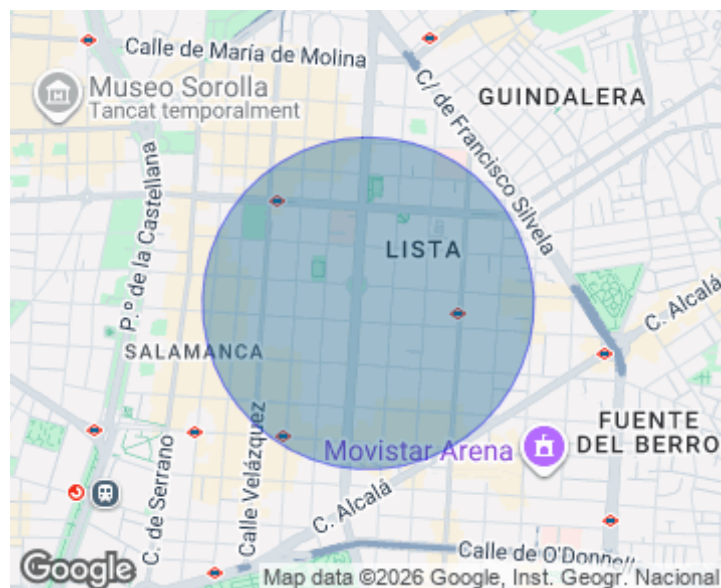 Calle de María de Molina
C/ de Francisco Silvela
Museo Sorolla
Tancat temporalment
GUINDALERA
P.º de la Castellana
LISTA
SALAMANCA
C. Alcalá
C. de Serrano
Calle Velázquez
Movistar Arena
FUENTE
DEL BERRO
C. Alcalá
Calle de O'Donnell
Google
Map data ©2026 Google, Inst. Geogr. Nacional